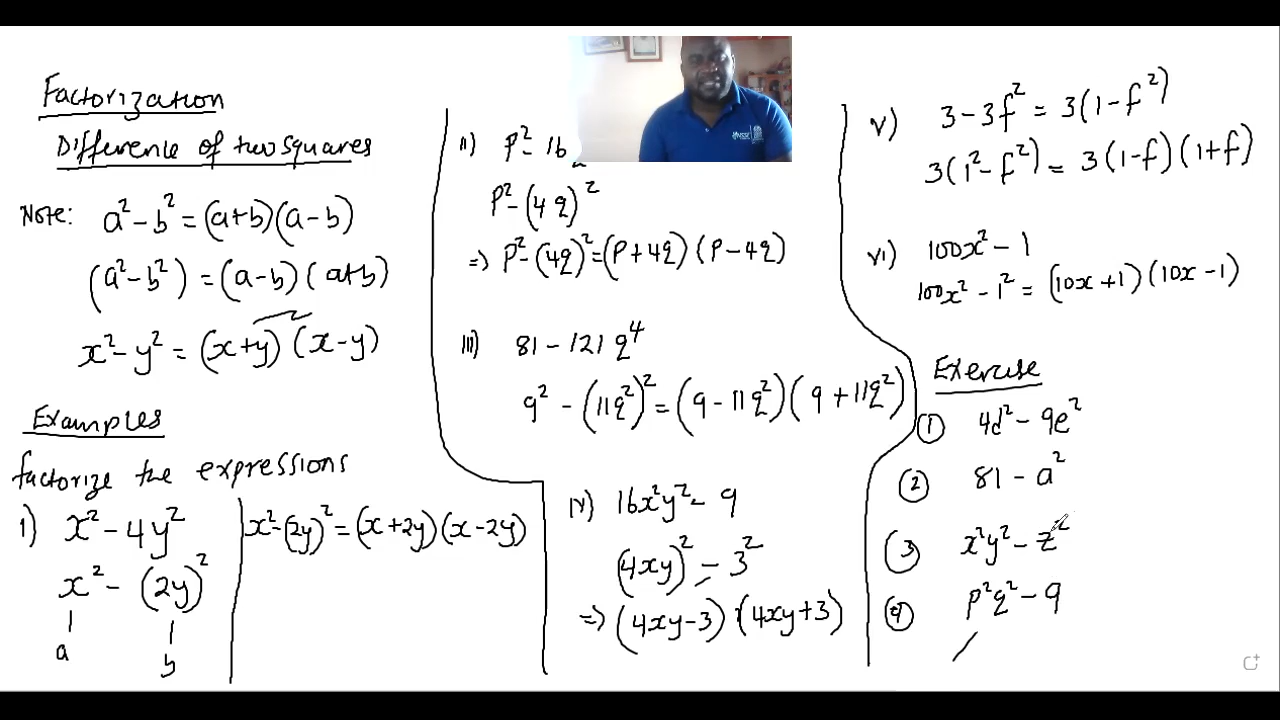 Factorization
Difference of two squares
Note: a² - b² = (a+b)(a-b)
(a² - b²) = (a-b)(a+b)
x² - y² = (x+y)(x-y)
Examples
factorize the expressions
i) x² - 4y²
x² - (2y)²
a b
x² - (2y)² = (x+2y)(x-2y)
ii) p² - 16
p² - (4q)²
=> p² - (4q)² = (p+4q)(p-4q)
iii) 81 - 121q⁴
9² - (11q²)² = (9 - 11q²)(9 + 11q²)
iv) 16x²y² - 9
(4xy)² - 3²
=> (4xy-3)(4xy+3)
v) 3 - 3f² = 3(1 - f²)
3(1² - f²) = 3(1-f)(1+f)
vi) 100x² - 1
100x² - 1² = (10x+1)(10x-1)
Exercise
① 4d² - 9e²
② 81 - a²
③ x²y² - z²
④ p²q² - 9